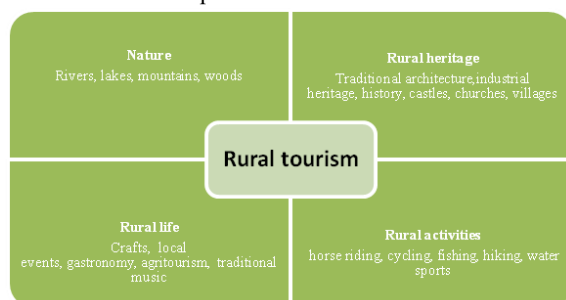 Nature
Rivers, lakes, mountains, woods
Rural heritage
Traditional architecture,industrial
heritage, history, castles, churches, villages
Rural tourism
Rural life
Crafts, local
events, gastronomy, agritourism, traditional
music
Rural activities
horse riding, cycling, fishing, hiking, water
sports